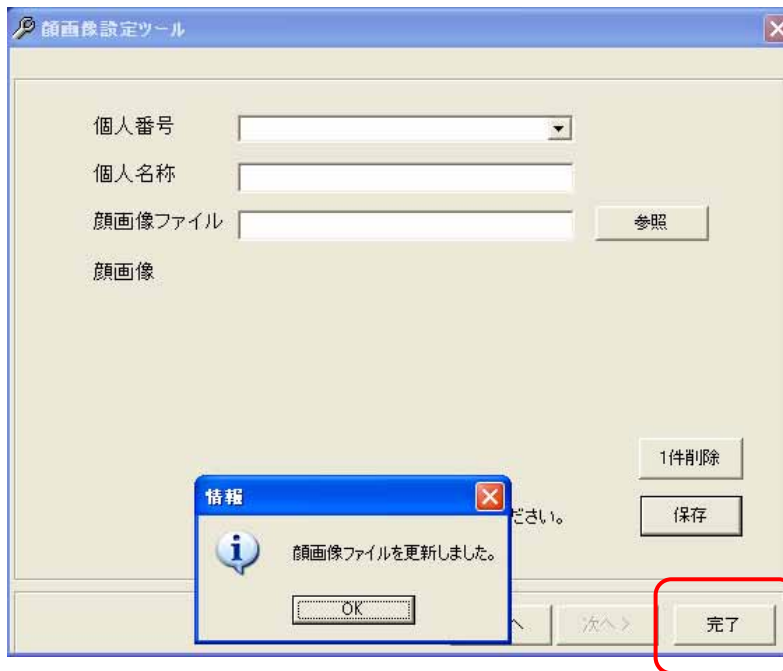 顔画像設定ツール
個人番号
個人名称
顔画像ファイル
参照
顔画像
1件削除
情報
ださい。
保存
顔画像ファイルを更新しました。
OK
へ
次へ >
完了